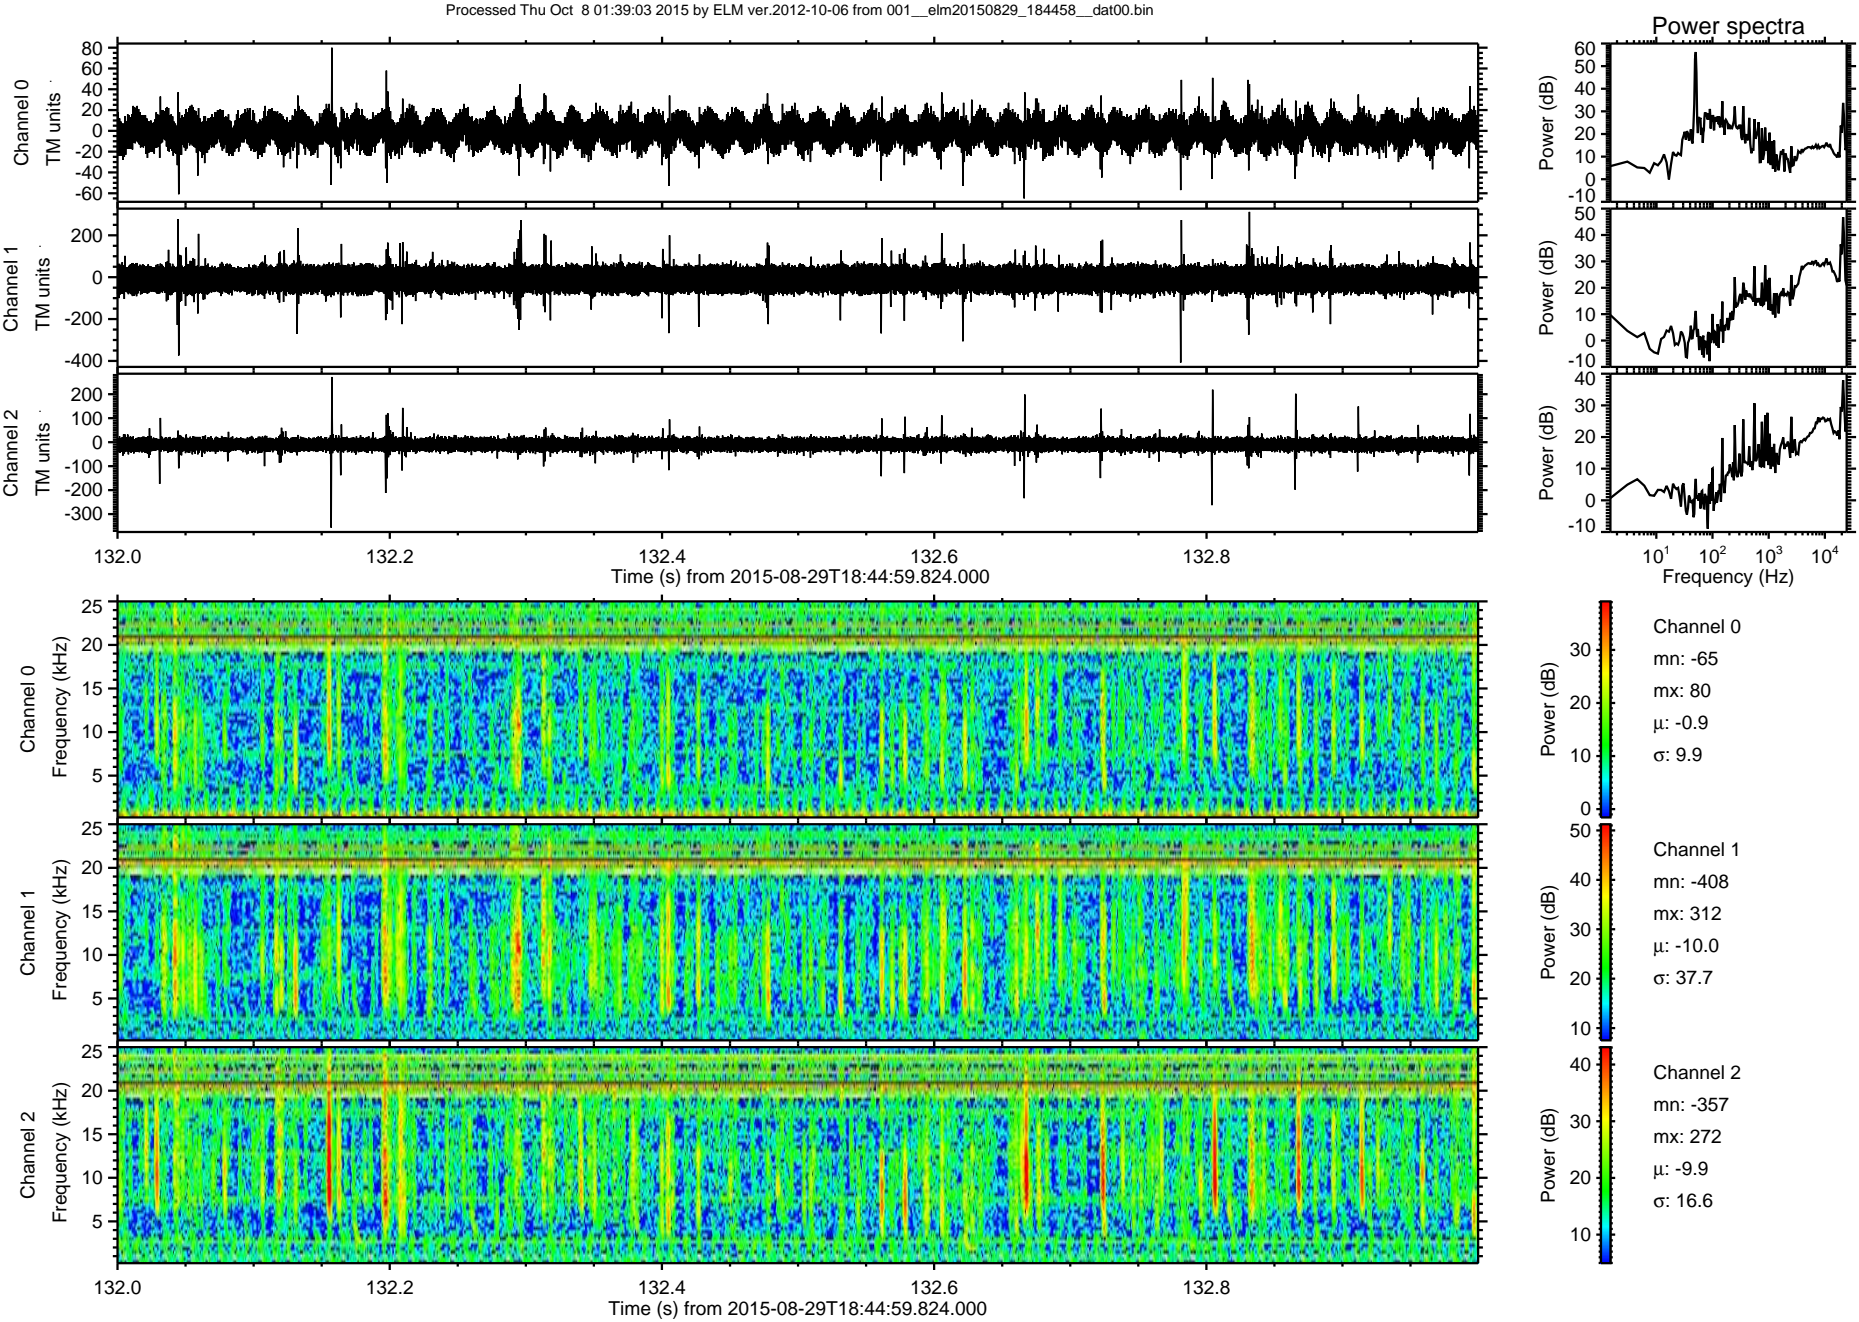 Processed Thu Oct  8 01:39:03 2015 by ELM ver.2012-10-06 from 001__elm20150829_184458__dat00.bin
Power spectra
Channel 0
TM units
80
60
40
20
0
-20
-40
-60
Power (dB)
60
50
40
30
20
10
0
-10
Channel 1
TM units
200
0
-200
-400
Power (dB)
50
40
30
20
10
0
-10
Channel 2
TM units
200
100
0
-100
-200
-300
Power (dB)
40
30
20
10
0
-10
132.0
132.2
132.4
132.6
132.8
Time (s) from 2015-08-29T18:44:59.824.000
10^1
10^2
10^3
10^4
Frequency (Hz)
Channel 0
Frequency (kHz)
25
20
15
10
5
Power (dB)
30
20
10
0
Channel 0
mn: -65
mx: 80
μ: -0.9
σ: 9.9
Channel 1
Frequency (kHz)
25
20
15
10
5
Power (dB)
50
40
30
20
10
Channel 1
mn: -408
mx: 312
μ: -10.0
σ: 37.7
Channel 2
Frequency (kHz)
25
20
15
10
5
Power (dB)
40
30
20
10
Channel 2
mn: -357
mx: 272
μ: -9.9
σ: 16.6
132.0
132.2
132.4
132.6
132.8
Time (s) from 2015-08-29T18:44:59.824.000